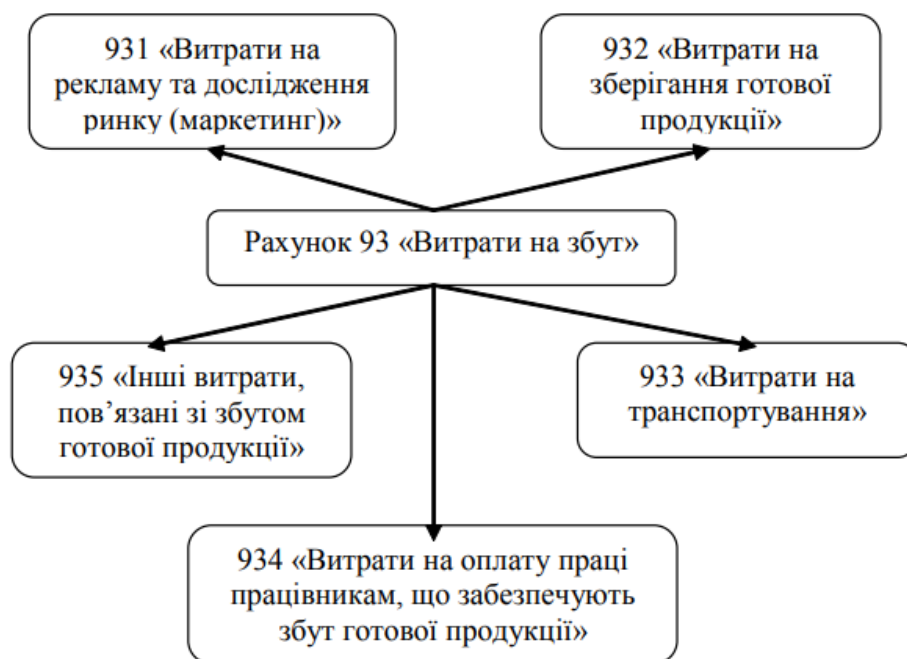 931 «Витрати на
рекламу та дослідження
ринку (маркетинг)»
932 «Витрати на
зберігання готової
продукції»
Рахунок 93 «Витрати на збут»
935 «Інші витрати,
пов’язані зі збутом
готової продукції»
933 «Витрати на
транспортування»
934 «Витрати на оплату праці
працівникам, що забезпечують
збут готової продукції»